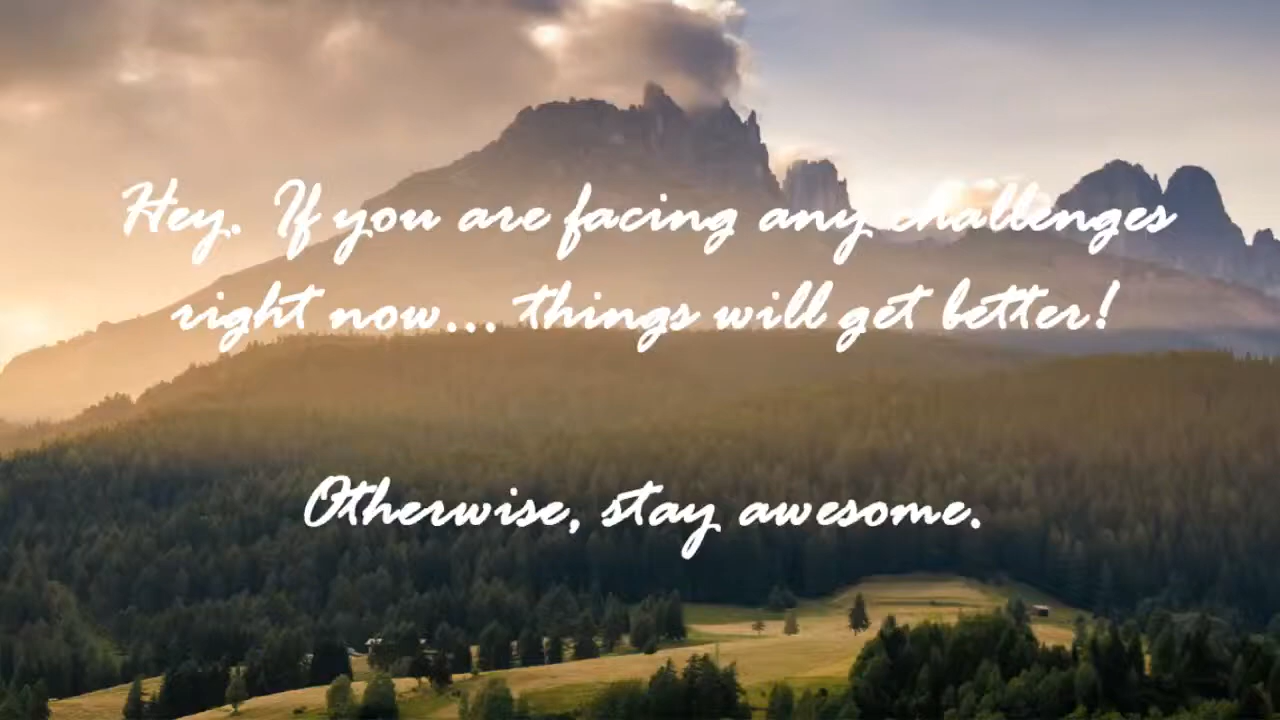 Hey. If you are facing any challenges
right now... things will get better!
Otherwise, stay awesome.